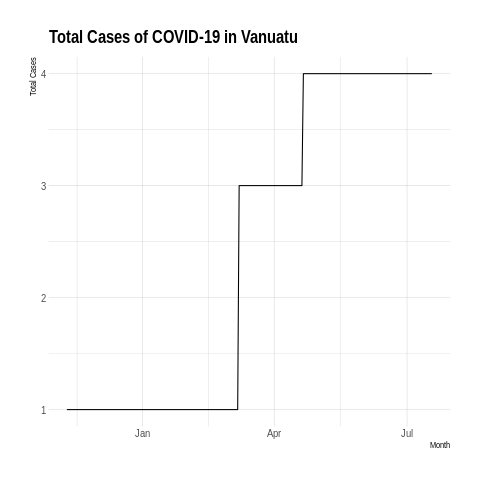 Total Cases of COVID-19 in Vanuatu
Total Cases
4
3
2
1
Jan Apr Jul
Month